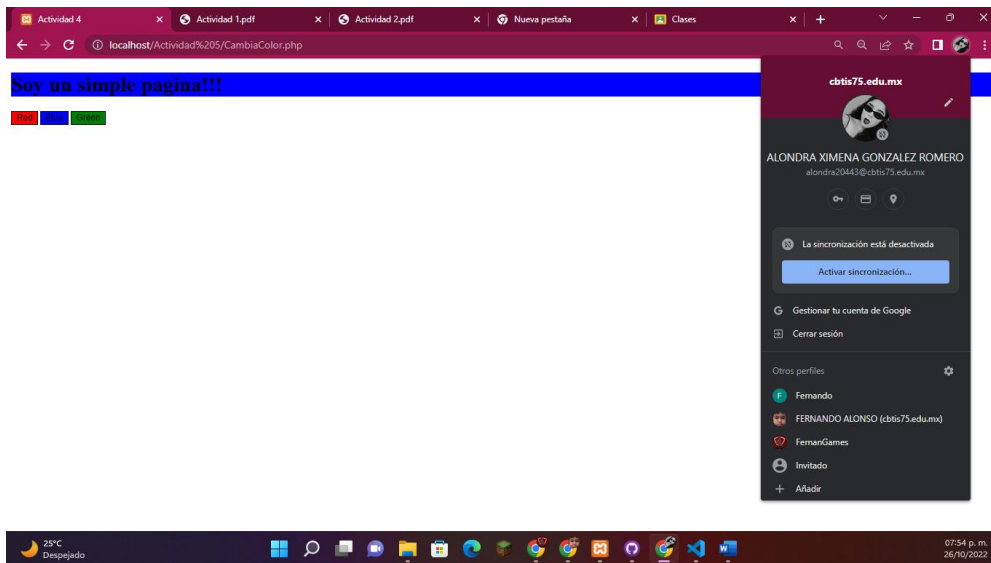 Actividad 4
Actividad 1.pdf
Actividad 2.pdf
Nueva pestaña
Clases
localhost/Actividad%205/CambiaColor.php
Soy un simple pagina!!!
Red Blue Green
cbtis75.edu.mx
ALONDRA XIMENA GONZALEZ ROMERO
alondra20443@cbtis75.edu.mx
La sincronización está desactivada
Activar sincronización...
G Gestionar tu cuenta de Google
Cerrar sesión
Otros perfiles
F Fernando
FERNANDO ALONSO (cbtis75.edu.mx)
FernanGames
Invitado
Añadir
25°C
Despejado
07:54 p. m.
26/10/2022